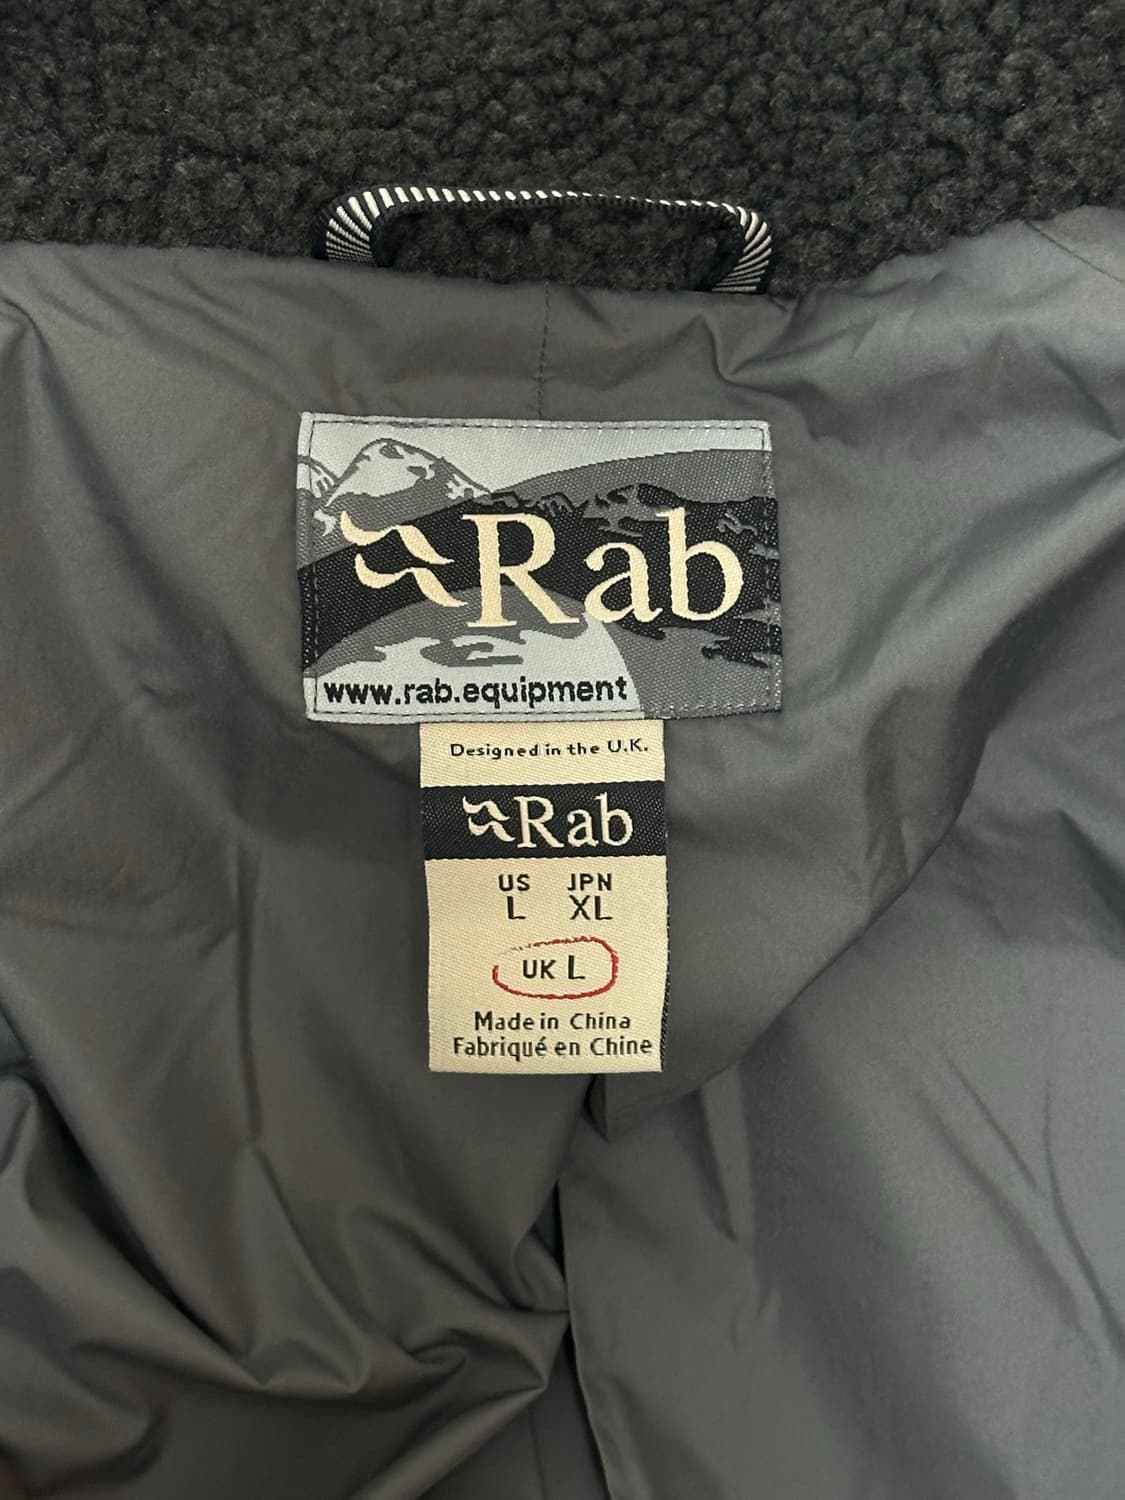 Rab
www.rab.equipment
Designed in the U.K.
Rab
US JPN
L XL
UK L
Made in China
Fabriqué en Chine